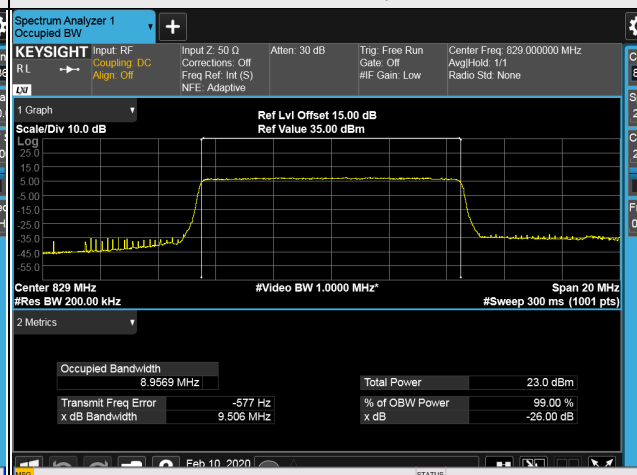 Spectrum Analyzer 1
Occupied BW
KEYSIGHT
R L
LXI
Input: RF
Coupling: DC
Align: Off
Input Z: 50 Ω
Corrections: Off
Freq Ref: Int (S)
NFE: Adaptive
Atten: 30 dB
Trig: Free Run
Gate: Off
#IF Gain: Low
Center Freq: 829.000000 MHz
Avg|Hold: 1/1
Radio Std: None
1 Graph
Scale/Div 10.0 dB
Ref Lvl Offset 15.00 dB
Ref Value 35.00 dBm
Log
25.0
15.0
5.00
-5.00
-15.0
-25.0
-35.0
-45.0
-55.0
Center 829 MHz
#Res BW 200.00 kHz
#Video BW 1.0000 MHz*
Span 20 MHz
#Sweep 300 ms (1001 pts)
2 Metrics
Occupied Bandwidth
8.9569 MHz
Total Power 23.0 dBm
Transmit Freq Error -577 Hz
% of OBW Power 99.00 %
x dB Bandwidth 9.506 MHz
x dB -26.00 dB
Feb 10, 2020
MSG
STATUS